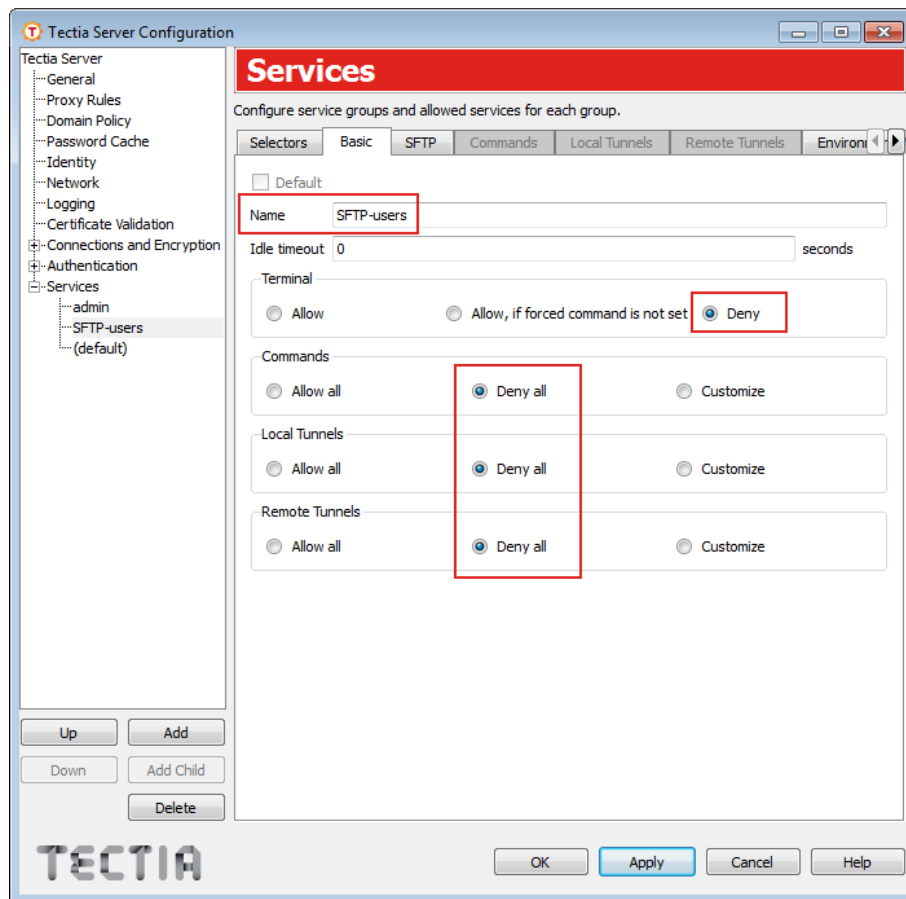 Tectia Server Configuration
Tectia Server
General
Proxy Rules
Domain Policy
Password Cache
Identity
Network
Logging
Certificate Validation
Connections and Encryption
Authentication
Services
admin
SFTP-users
(default)
Up
Add
Down
Add Child
Delete
Services
Configure service groups and allowed services for each group.
Selectors Basic SFTP Commands Local Tunnels Remote Tunnels Environ
Default
Name SFTP-users
Idle timeout 0 seconds
Terminal
Allow Allow, if forced command is not set Deny
Commands
Allow all Deny all Customize
Local Tunnels
Allow all Deny all Customize
Remote Tunnels
Allow all Deny all Customize
TECTIA
OK Apply Cancel Help